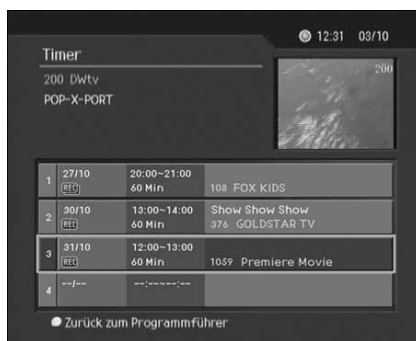 12:31 03/10
Timer
200 DWtv
POP-X-PORT
200
1 27/10 20:00~21:00
REC 60 Min 108 FOX KIDS
2 30/10 13:00~14:00 Show Show Show
REC 60 Min 376 GOLDSTAR TV
3 31/10 12:00~13:00
REC 60 Min 1059 Premiere Movie
4 --/-- --:--~--:--
Zurück zum Programmführer